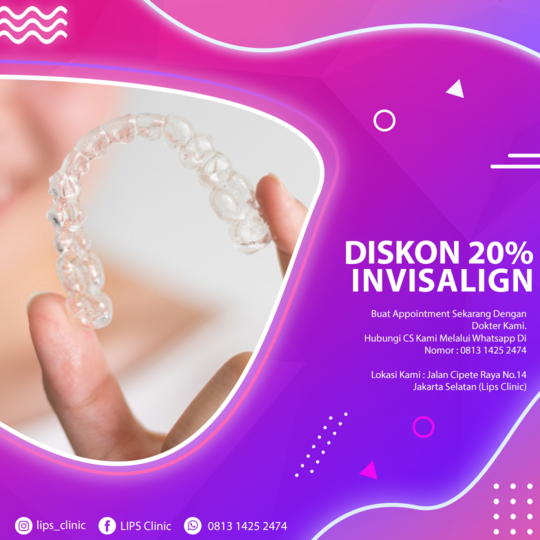 DISKON 20%
INVISALIGN
Buat Appointment Sekarang Dengan
Dokter Kami.
Hubungi CS Kami Melalui Whatsapp Di
Nomor : 0813 1425 2474
Lokasi Kami : Jalan Cipete Raya No.14
Jakarta Selatan (Lips Clinic)
lips_clinic LIPS Clinic 0813 1425 2474